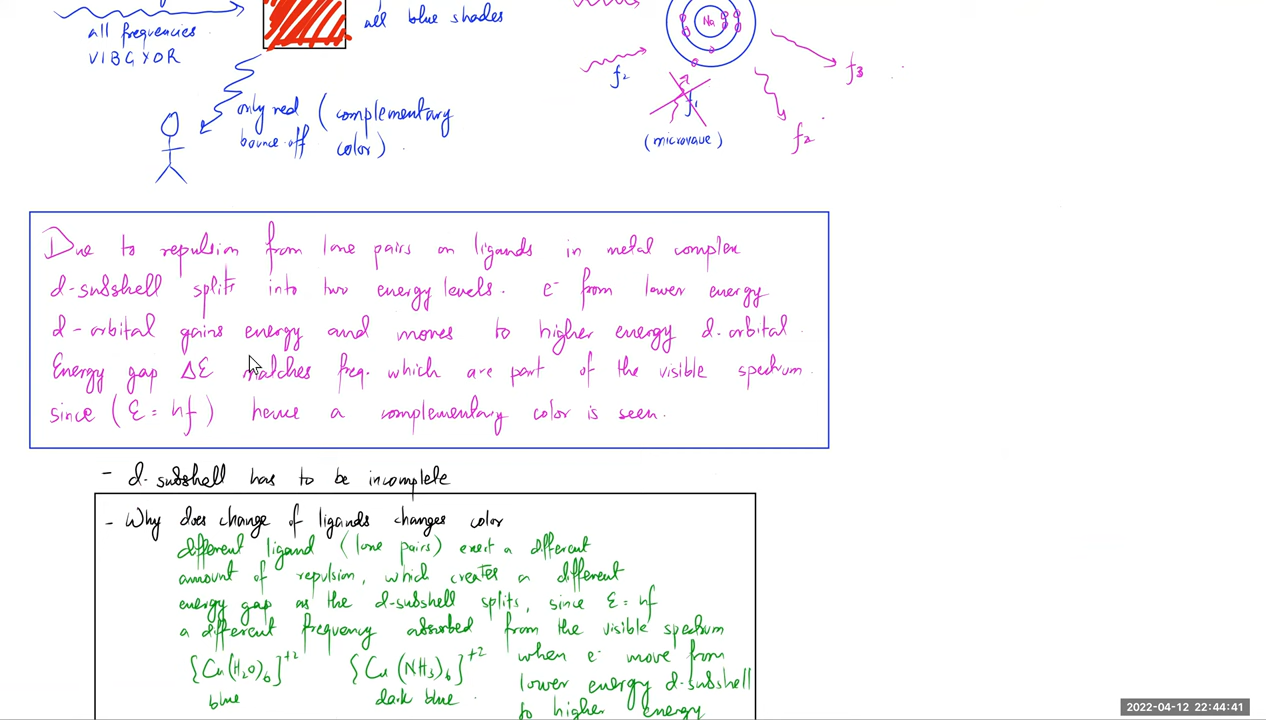 all frequencies
VIBGYOR
all blue shades
only red (complementary
bounce off color)
Na
f2
f1
(microwave)
f3
f2
Due to repulsion from lone pairs on ligands in metal complex
d-subshell splits into two energy levels. e⁻ from lower energy
d-orbital gains energy and moves to higher energy d-orbital.
Energy gap ΔE matches freq. which are part of the visible spectrum
since (E = hf) hence a complementary color is seen.
- d-subshell has to be incomplete
- Why does change of ligands changes color
different ligand (lone pairs) exert a different
amount of repulsion, which creates a different
energy gap as the d-subshell splits, since E = hf
a different frequency absorbed from the visible spectrum
when e⁻ move from
lower energy d-subshell
to higher energy
{Cu(H₂O)₆]⁺² {Cu(NH₃)₆]⁺²
blue dark blue
2022-04-12 22:44:41